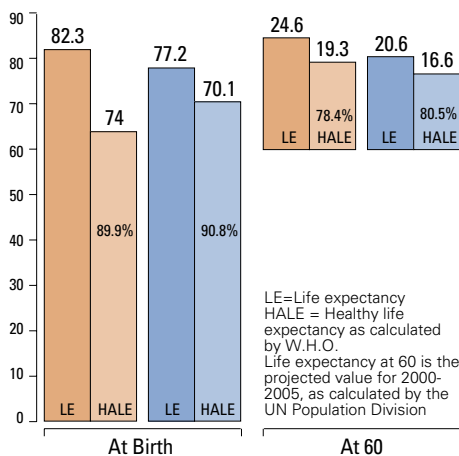 90
80
70
60
50
40
30
20
10
0
82.3
74
77.2
70.1
89.9%
90.8%
LE HALE LE HALE
At Birth
24.6
19.3
20.6
16.6
78.4%
80.5%
LE HALE LE HALE
LE=Life expectancy
HALE = Healthy life
expectancy as calculated
by W.H.O.
Life expectancy at 60 is the
projected value for 2000-
2005, as calculated by the
UN Population Division
At 60